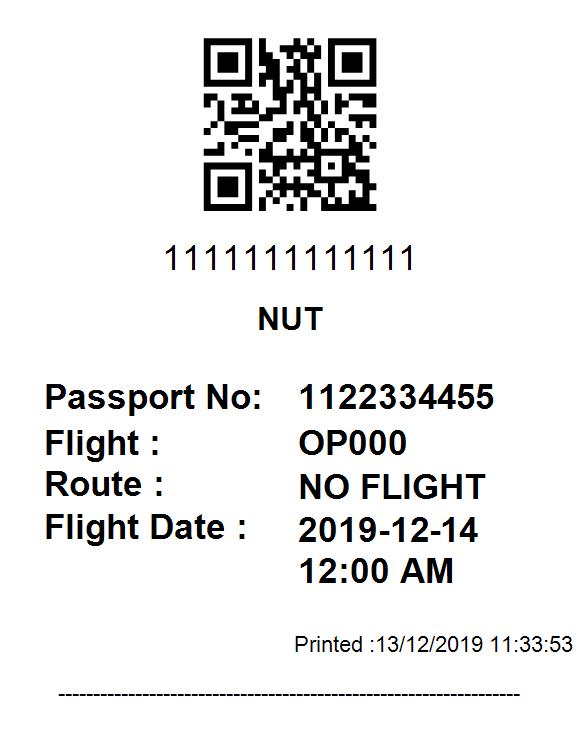 1111111111111
NUT
Passport No: 1122334455
Flight : OP000
Route : NO FLIGHT
Flight Date : 2019-12-14
12:00 AM
Printed :13/12/2019 11:33:53
------------------------------------------------------------------